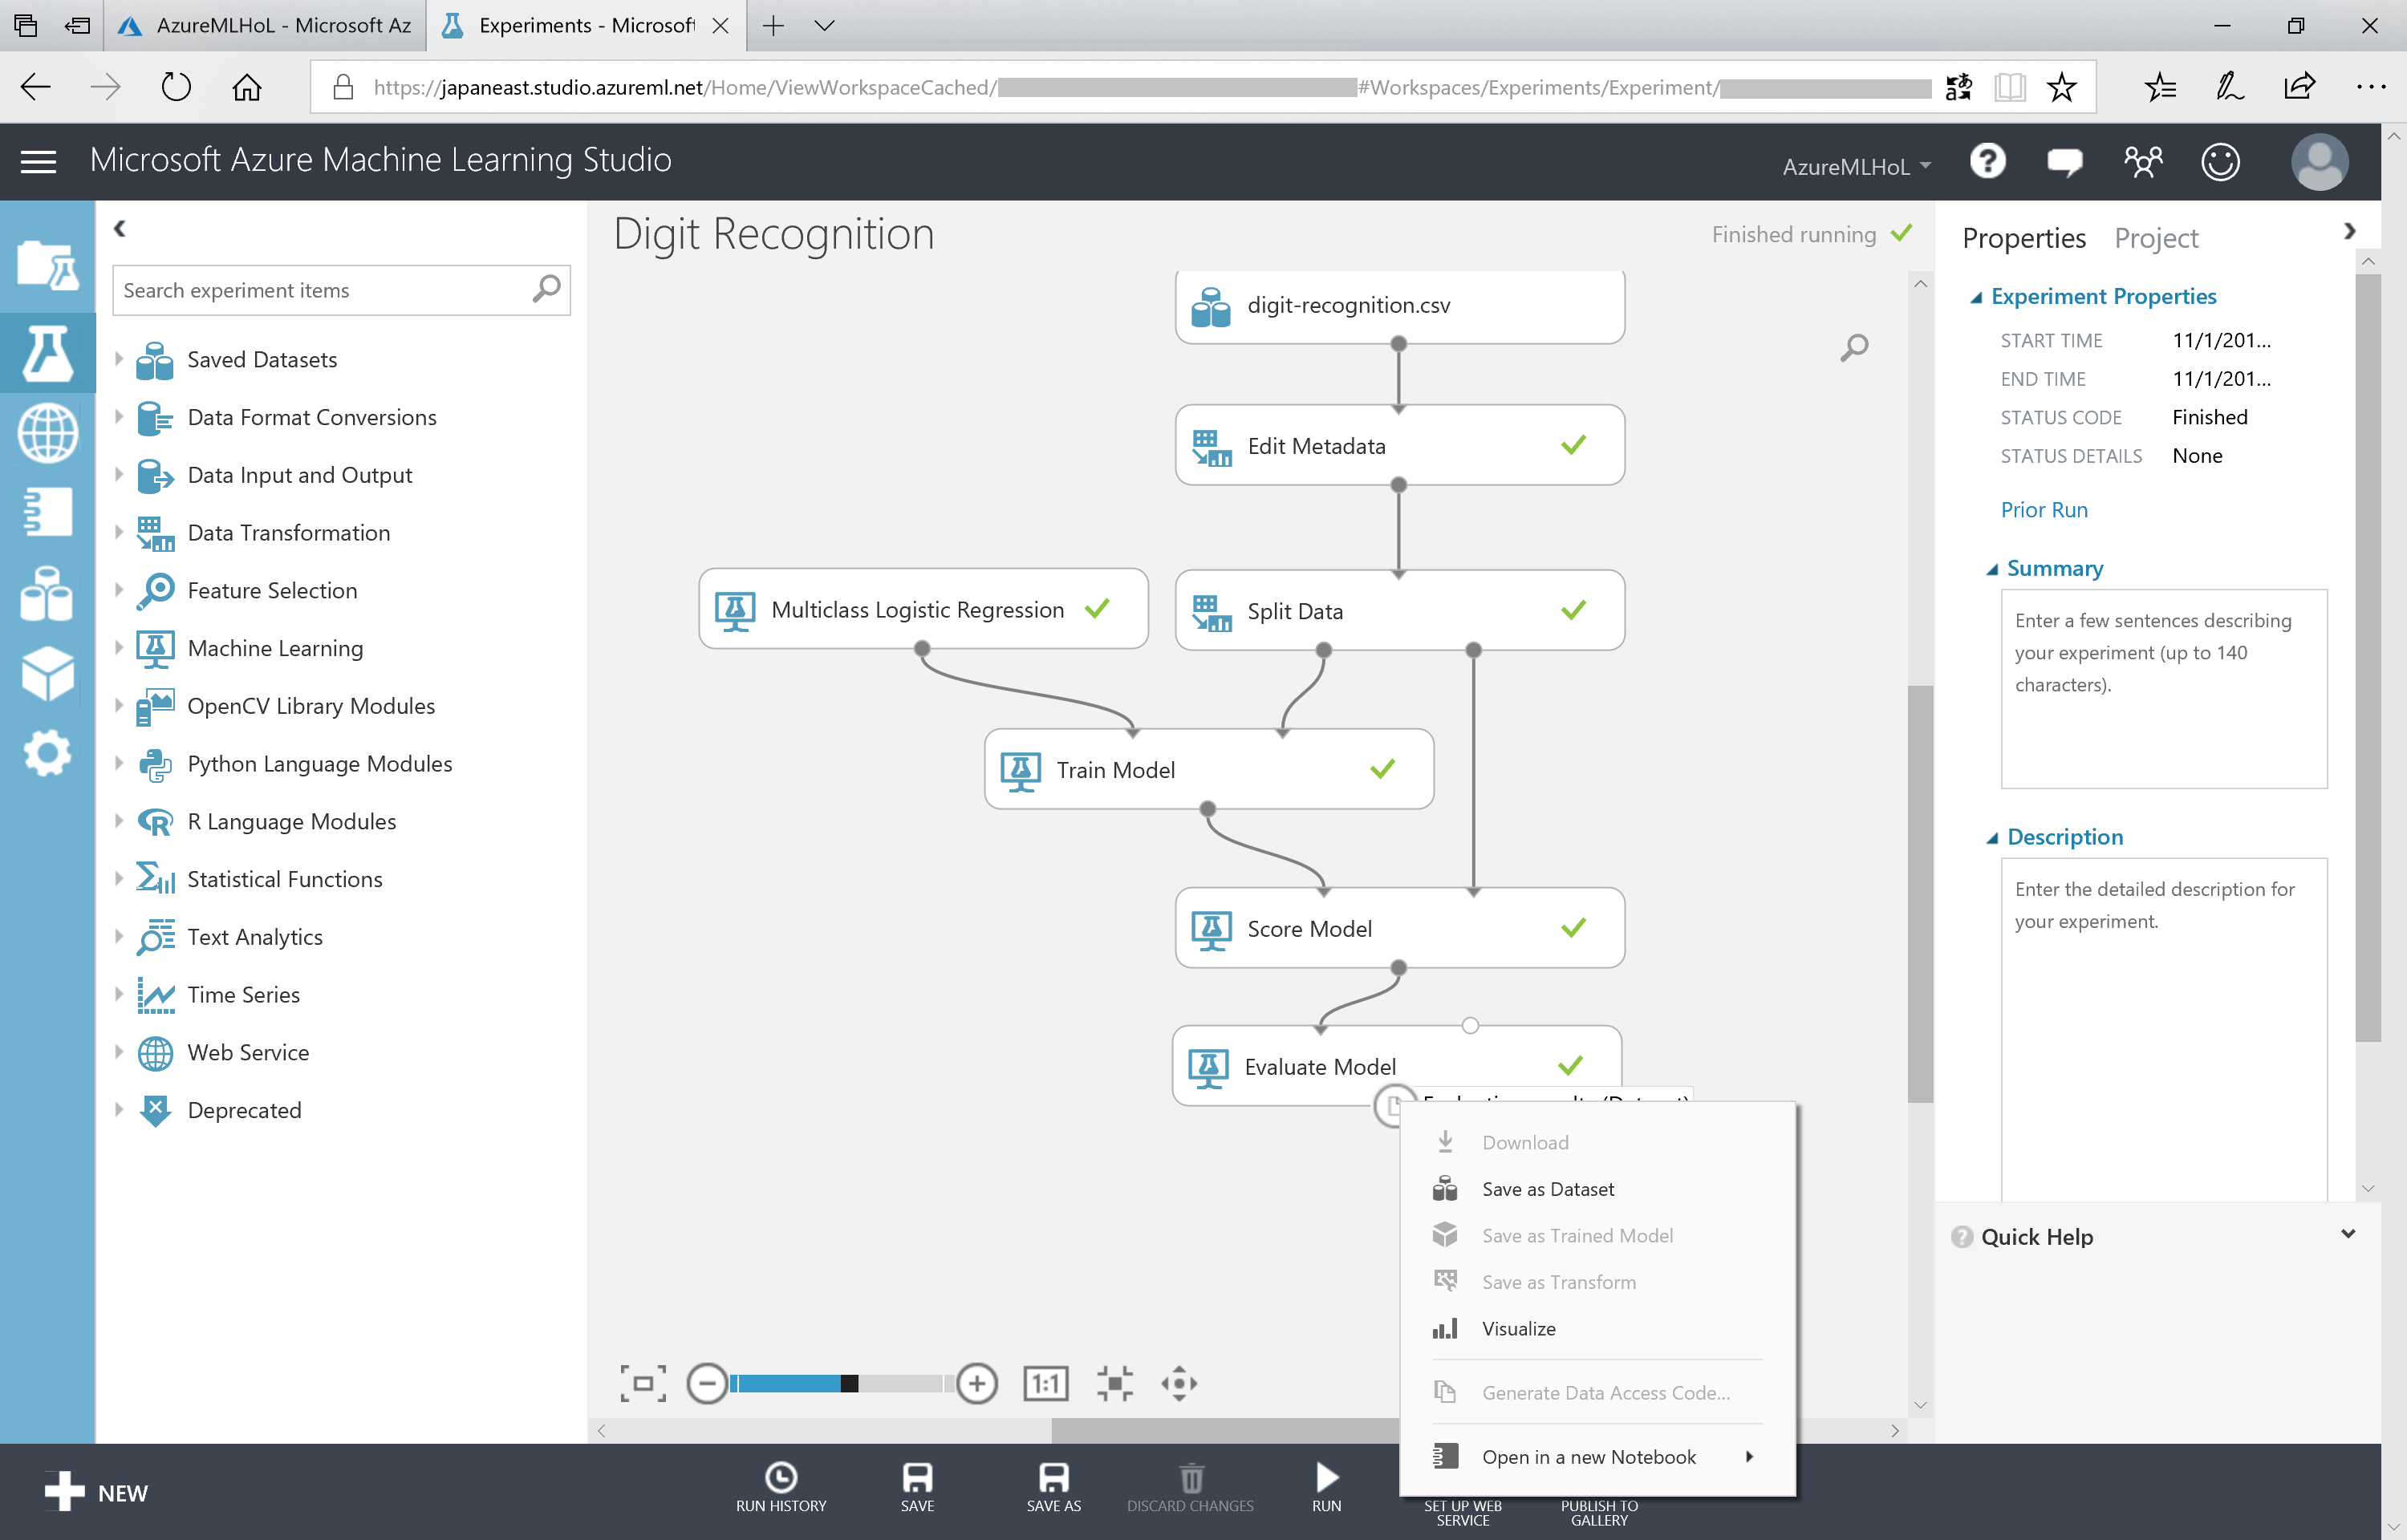 AzureMLHoL - Microsoft Az
Experiments - Microsoft
https://japaneast.studio.azureml.net/Home/ViewWorkspaceCached/
#Workspaces/Experiments/Experiment/
Microsoft Azure Machine Learning Studio
AzureMLHoL
Search experiment items
Saved Datasets
Data Format Conversions
Data Input and Output
Data Transformation
Feature Selection
Machine Learning
OpenCV Library Modules
Python Language Modules
R Language Modules
Statistical Functions
Text Analytics
Time Series
Web Service
Deprecated
Digit Recognition
Finished running
digit-recognition.csv
Edit Metadata
Multiclass Logistic Regression
Split Data
Train Model
Score Model
Evaluate Model
Download
Save as Dataset
Save as Trained Model
Save as Transform
Visualize
Generate Data Access Code...
Open in a new Notebook
1:1
Properties
Project
Experiment Properties
START TIME 11/1/201...
END TIME 11/1/201...
STATUS CODE Finished
STATUS DETAILS None
Prior Run
Summary
Enter a few sentences describing
your experiment (up to 140
characters).
Description
Enter the detailed description for
your experiment.
Quick Help
NEW
RUN HISTORY
SAVE
SAVE AS
DISCARD CHANGES
RUN
SET UP WEB
SERVICE
PUBLISH TO
GALLERY